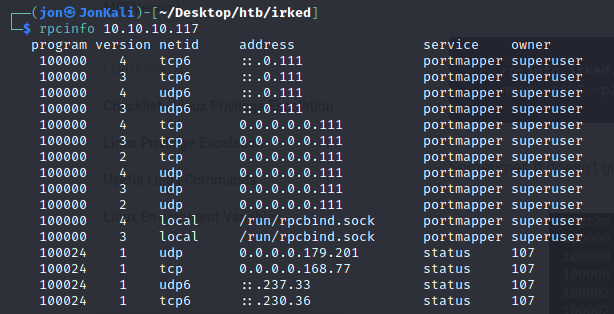 (jon㉿JonKali)-[~/Desktop/htb/irked]
$ rpcinfo 10.10.10.117
program version netid address service owner
100000 4 tcp6 ::.0.111 portmapper superuser
100000 3 tcp6 ::.0.111 portmapper superuser
100000 4 udp6 ::.0.111 portmapper superuser
100000 3 udp6 ::.0.111 portmapper superuser
100000 4 tcp 0.0.0.0.0.111 portmapper superuser
100000 3 tcp 0.0.0.0.0.111 portmapper superuser
100000 2 tcp 0.0.0.0.0.111 portmapper superuser
100000 4 udp 0.0.0.0.0.111 portmapper superuser
100000 3 udp 0.0.0.0.0.111 portmapper superuser
100000 2 udp 0.0.0.0.0.111 portmapper superuser
100000 4 local /run/rpcbind.sock portmapper superuser
100000 3 local /run/rpcbind.sock portmapper superuser
100024 1 udp 0.0.0.0.179.201 status 107
100024 1 tcp 0.0.0.0.168.77 status 107
100024 1 udp6 ::.237.33 status 107
100024 1 tcp6 ::.230.36 status 107